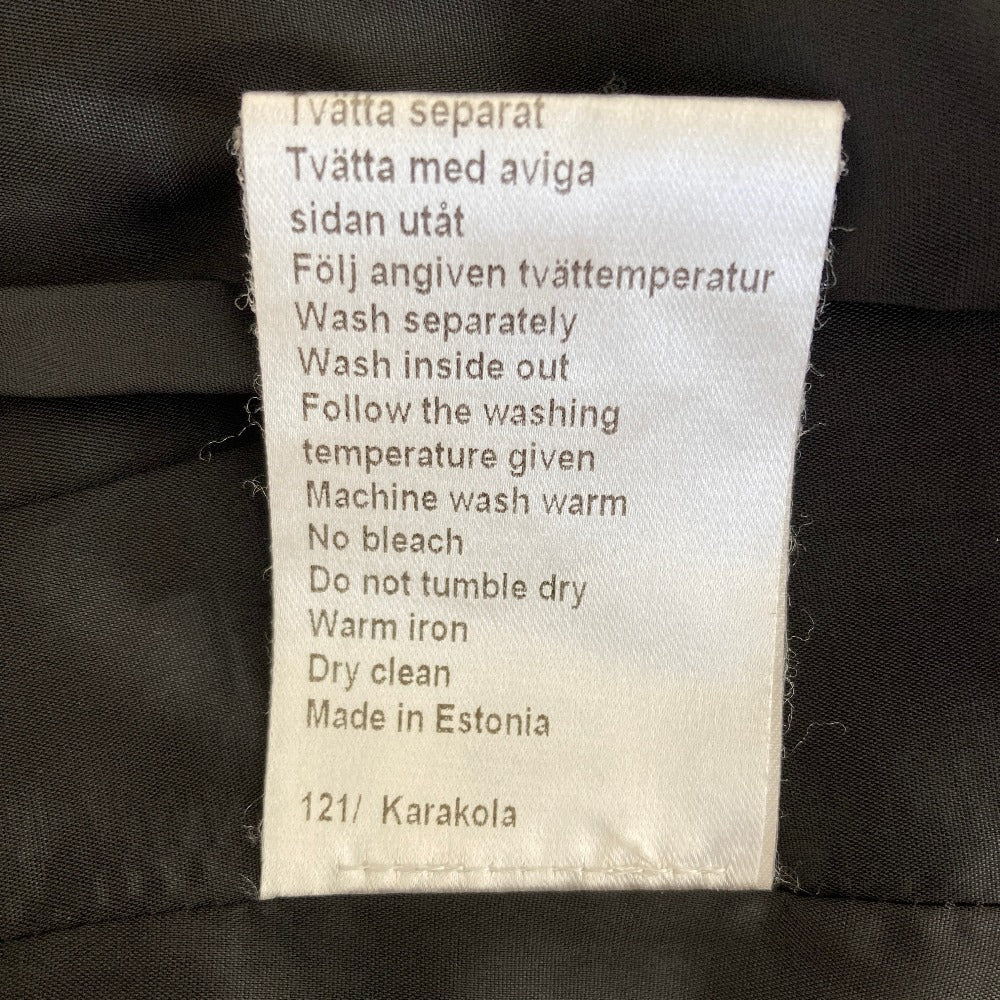 Tvätta separat
Tvätta med aviga
sidan utåt
Följ angiven tvättemperatur
Wash separately
Wash inside out
Follow the washing
temperature given
Machine wash warm
No bleach
Do not tumble dry
Warm iron
Dry clean
Made in Estonia
121/ Karakola